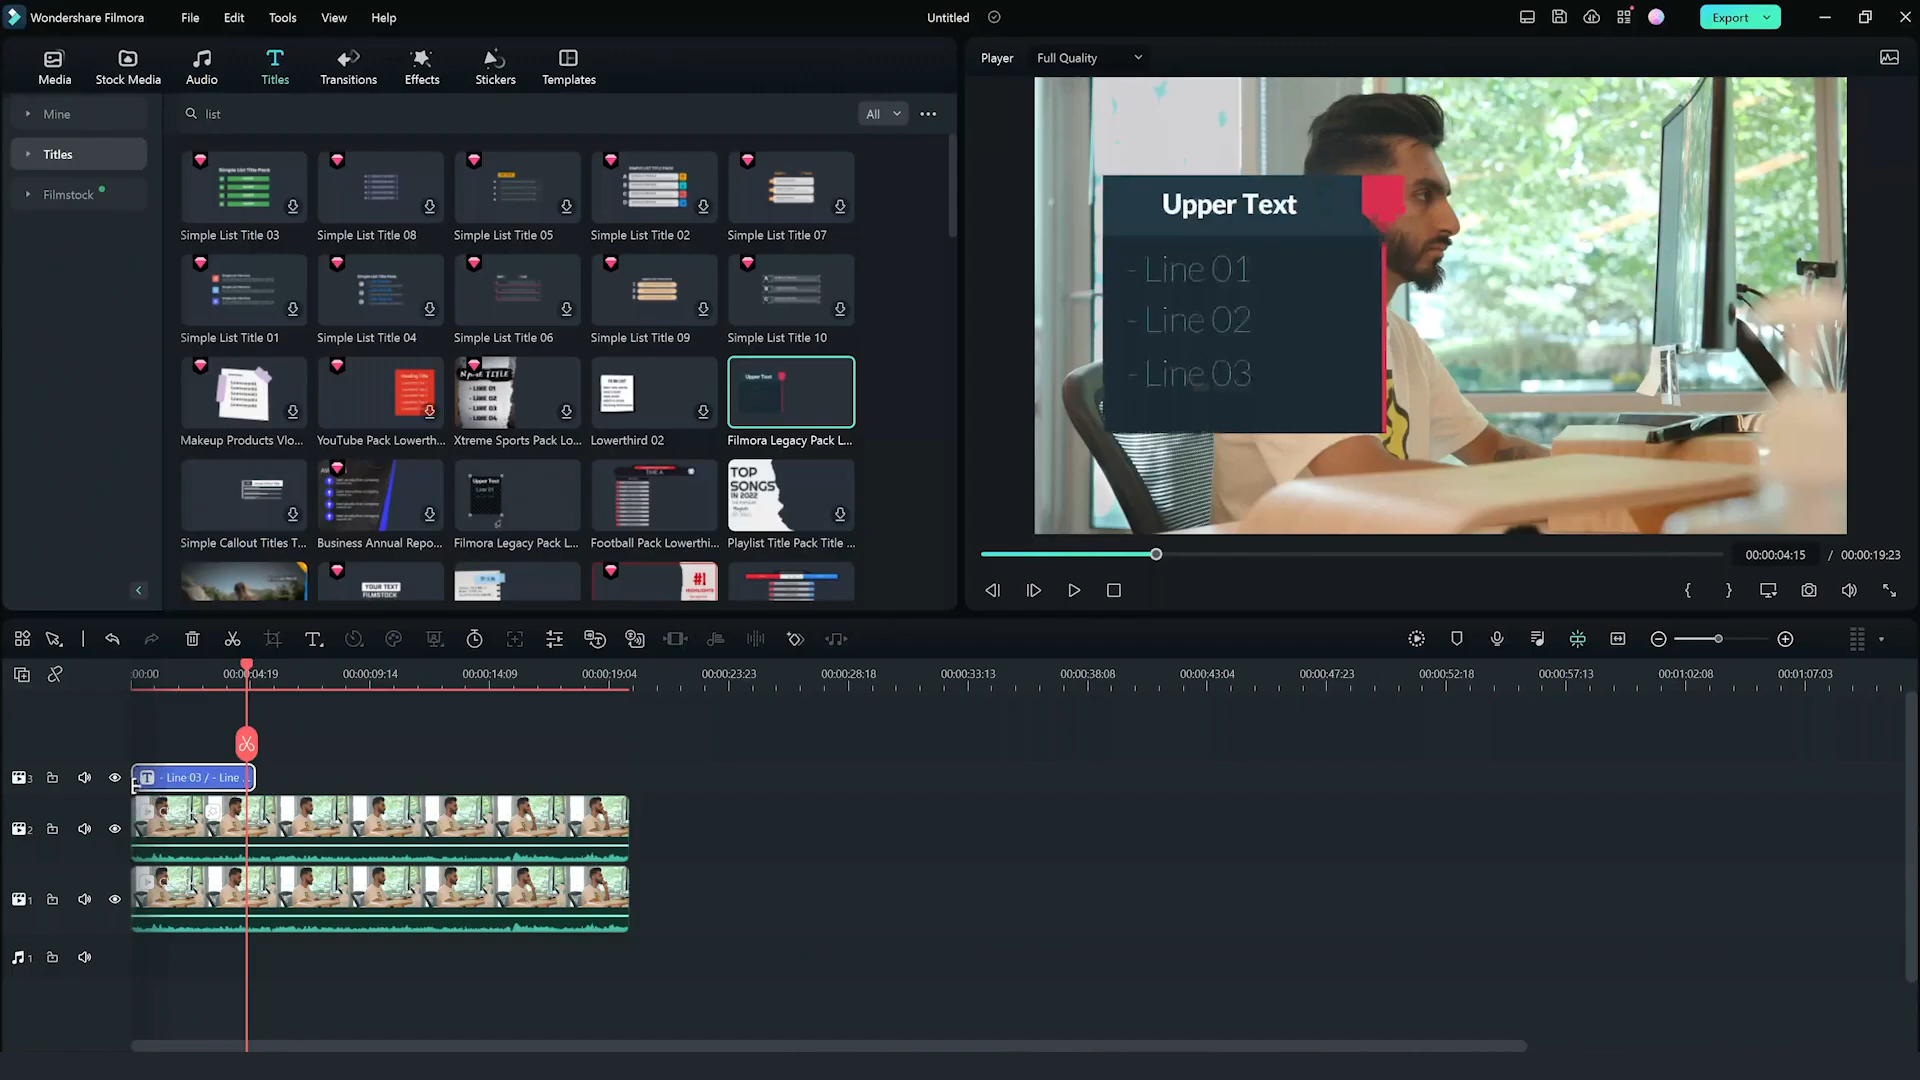 Wondershare Filmora
File
Edit
Tools
View
Help
Untitled
Export
Media
Stock Media
Audio
Titles
Transitions
Effects
Stickers
Templates
Player
Full Quality
Mine
Titles
Filmstock
list
All
Simple List Title 03
Simple List Title 08
Simple List Title 05
Simple List Title 02
Simple List Title 07
Simple List Title 01
Simple List Title 04
Simple List Title 06
Simple List Title 09
Simple List Title 10
Makeup Products Vlo...
YouTube Pack Lowerth...
Xtreme Sports Pack Lo...
Lowerthird 02
Filmora Legacy Pack L...
Simple Callout Titles T...
Business Annual Repo...
Filmora Legacy Pack L...
Football Pack Lowerthi...
TOP
SONGS
IN 2022
Playlist Title Pack Title ...
YOUR TEXT
FILMSTOCK
#1
Upper Text
- Line 01
- Line 02
- Line 03
00:00:04:15 / 00:00:19:23
:00:00
00:00:04:19
00:00:09:14
00:00:14:09
00:00:19:04
00:00:23:23
00:00:28:18
00:00:33:13
00:00:38:08
00:00:43:04
00:00:47:23
00:00:52:18
00:00:57:13
00:01:02:08
00:01:07:03
3
T - Line 03 / - Line ...
2
1
1